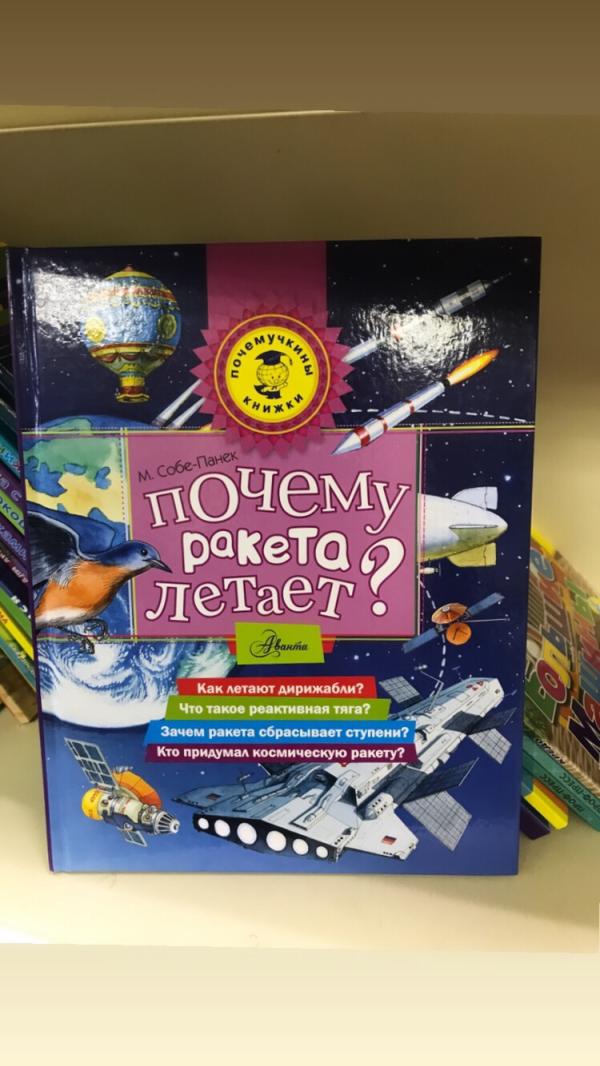 почемучкины
книжки
М. Собе-Панек
почему
ракета
летает?
Аванта
Как летают дирижабли?
Что такое реактивная тяга?
Зачем ракета сбрасывает ступени?
Кто придумал космическую ракету?